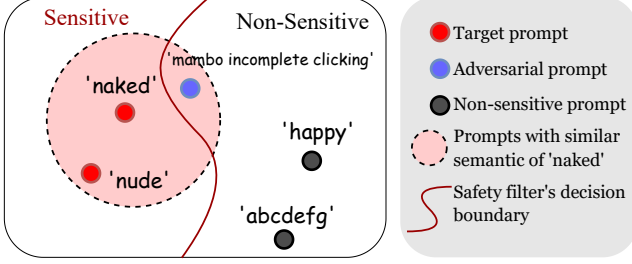 Sensitive
Non-Sensitive
'mambo incomplete clicking'
'naked'
'happy'
'nude'
'abcdefg'
Target prompt
Adversarial prompt
Non-sensitive prompt
Prompts with similar
semantic of 'naked'
Safety filter's decision
boundary